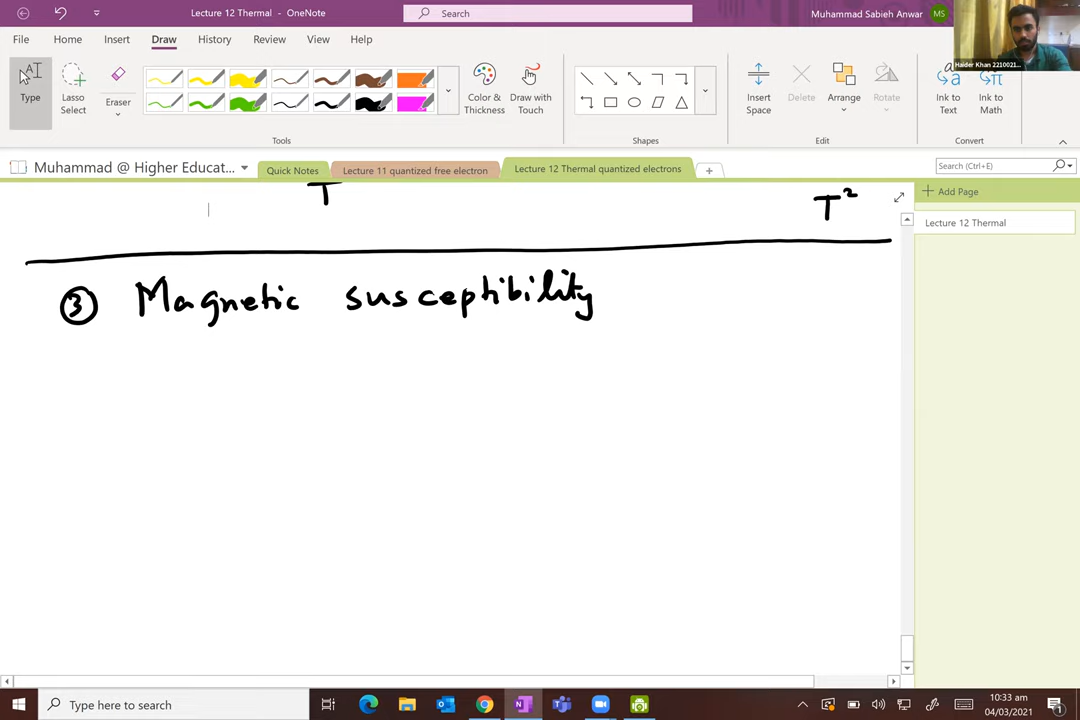 Lecture 12 Thermal - OneNote
Search
Muhammad Sabieh Anwar
MS
Haider Khan 2210021...
File Home Insert Draw History Review View Help
Type
Lasso Select
Eraser
Color & Thickness
Draw with Touch
Insert Space
Delete
Arrange
Rotate
Ink to Text
Ink to Math
Tools
Shapes
Edit
Convert
Muhammad @ Higher Educat...
Quick Notes
Lecture 11 quantized free electron
Lecture 12 Thermal quantized electrons
Search (Ctrl+E)
Add Page
Lecture 12 Thermal
T
T²
③ Magnetic susceptibility
Type here to search
10:33 am
04/03/2021